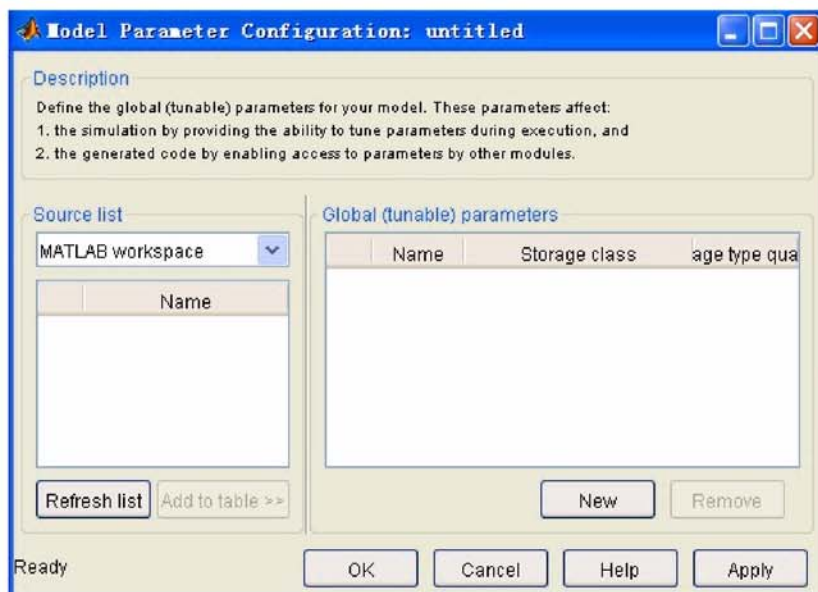 Model Parameter Configuration: untitled
Description
Define the global (tunable) parameters for your model. These parameters affect:
1. the simulation by providing the ability to tune parameters during execution, and
2. the generated code by enabling access to parameters by other modules.
Source list
MATLAB workspace
Name
Refresh list
Add to table >>
Global (tunable) parameters
Name Storage class age type qua
New
Remove
Ready
OK
Cancel
Help
Apply